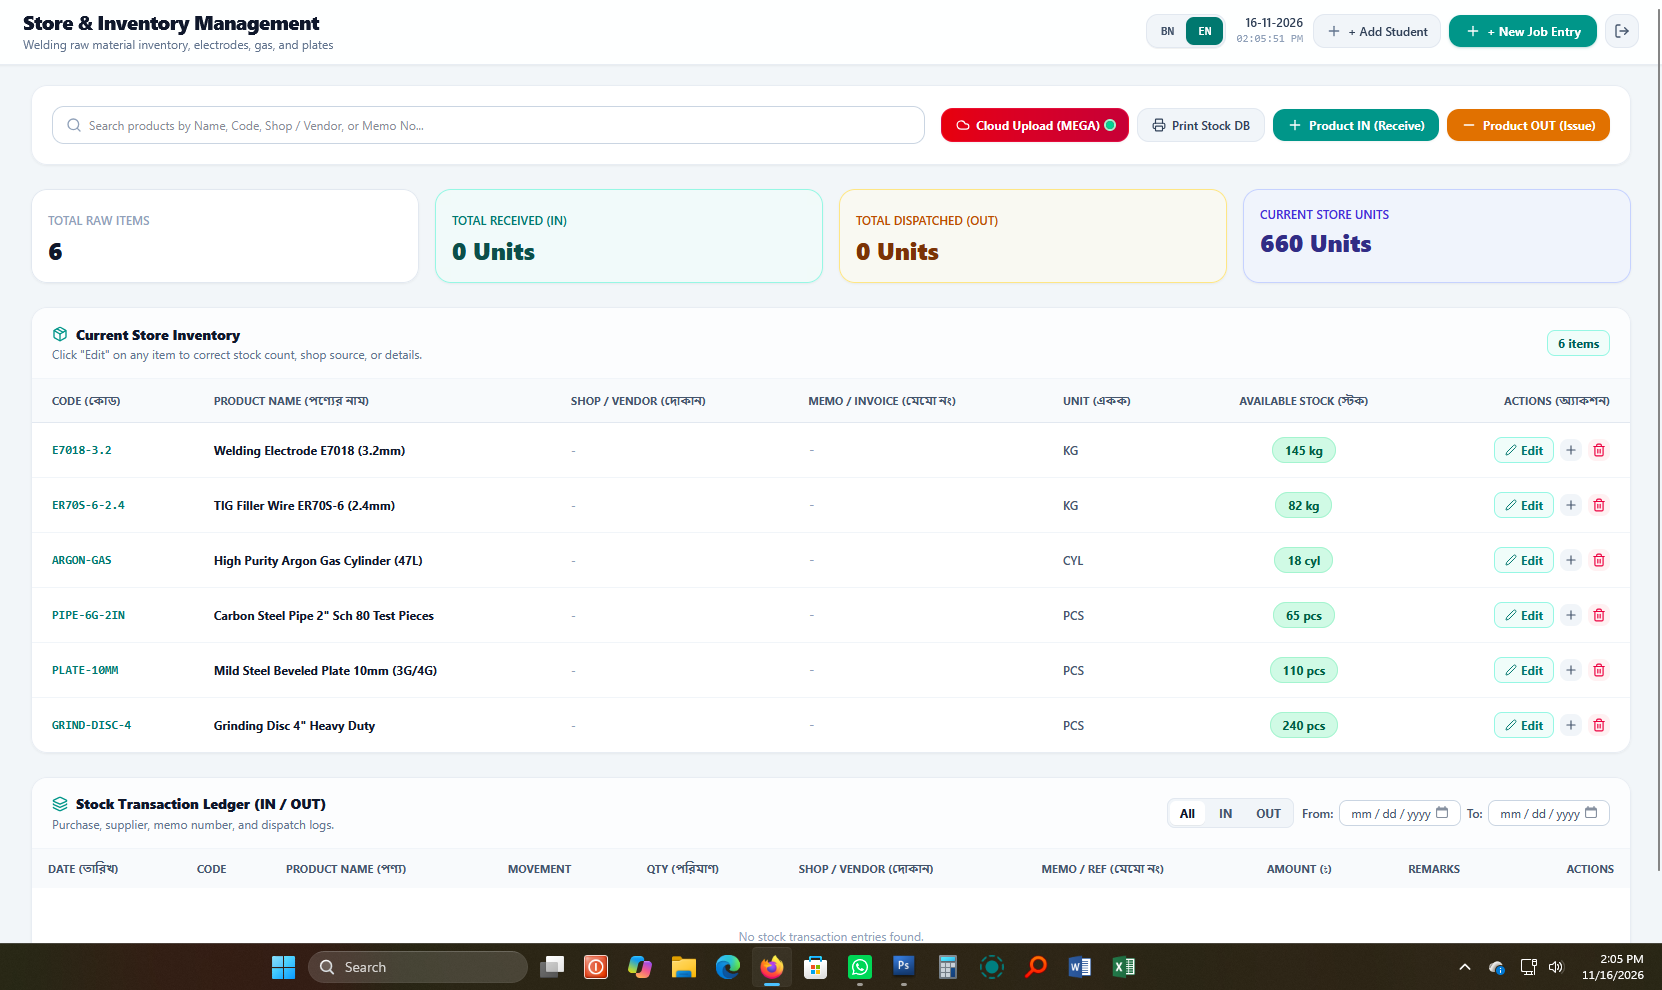 Store & Inventory Management
Welding raw material inventory, electrodes, gas, and plates
BN EN
16-11-2026
02:05:51 PM
+ Add Student
+ New Job Entry
Search products by Name, Code, Shop / Vendor, or Memo No...
Cloud Upload (MEGA)
Print Stock DB
Product IN (Receive)
Product OUT (Issue)
TOTAL RAW ITEMS
6
TOTAL RECEIVED (IN)
0 Units
TOTAL DISPATCHED (OUT)
0 Units
CURRENT STORE UNITS
660 Units
Current Store Inventory
Click "Edit" on any item to correct stock count, shop source, or details.
6 items
CODE (কোড) PRODUCT NAME (পণ্যের নাম) SHOP / VENDOR (দোকান) MEMO / INVOICE (মেমো নং) UNIT (একক) AVAILABLE STOCK (স্টক) ACTIONS (অ্যাকশন)
E7018-3.2 Welding Electrode E7018 (3.2mm) - - KG 145 kg Edit
ER70S-6-2.4 TIG Filler Wire ER70S-6 (2.4mm) - - KG 82 kg Edit
ARGON-GAS High Purity Argon Gas Cylinder (47L) - - CYL 18 cyl Edit
PIPE-6G-2IN Carbon Steel Pipe 2" Sch 80 Test Pieces - - PCS 65 pcs Edit
PLATE-10MM Mild Steel Beveled Plate 10mm (3G/4G) - - PCS 110 pcs Edit
GRIND-DISC-4 Grinding Disc 4" Heavy Duty - - PCS 240 pcs Edit
Stock Transaction Ledger (IN / OUT)
Purchase, supplier, memo number, and dispatch logs.
All IN OUT From: mm / dd / yyyy To: mm / dd / yyyy
DATE (তারিখ) CODE PRODUCT NAME (পণ্য) MOVEMENT QTY (পরিমাণ) SHOP / VENDOR (দোকান) MEMO / REF (মেমো নং) AMOUNT (৳) REMARKS ACTIONS
No stock transaction entries found.
Search
2:05 PM
11/16/2026